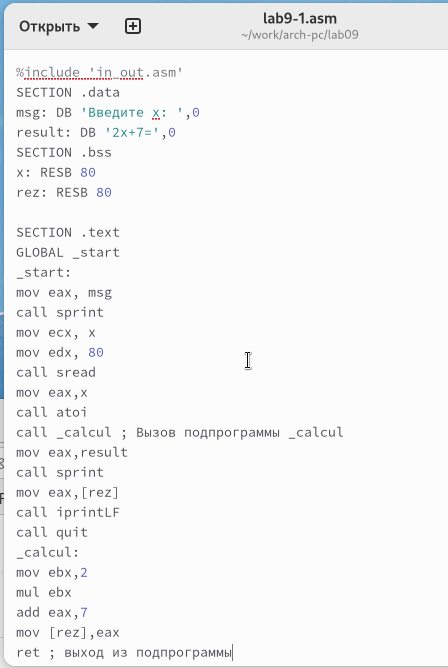 Открыть
lab9-1.asm
~/work/arch-pc/lab09
%include 'in_out.asm'
SECTION .data
msg: DB 'Введите x: ',0
result: DB '2x+7=',0
SECTION .bss
x: RESB 80
rez: RESB 80
SECTION .text
GLOBAL _start
_start:
mov eax, msg
call sprint
mov ecx, x
mov edx, 80
call sread
mov eax,x
call atoi
call _calcul ; Вызов подпрограммы _calcul
mov eax,result
call sprint
mov eax,[rez]
call iprintLF
call quit
_calcul:
mov ebx,2
mul ebx
add eax,7
mov [rez],eax
ret ; выход из подпрограммы